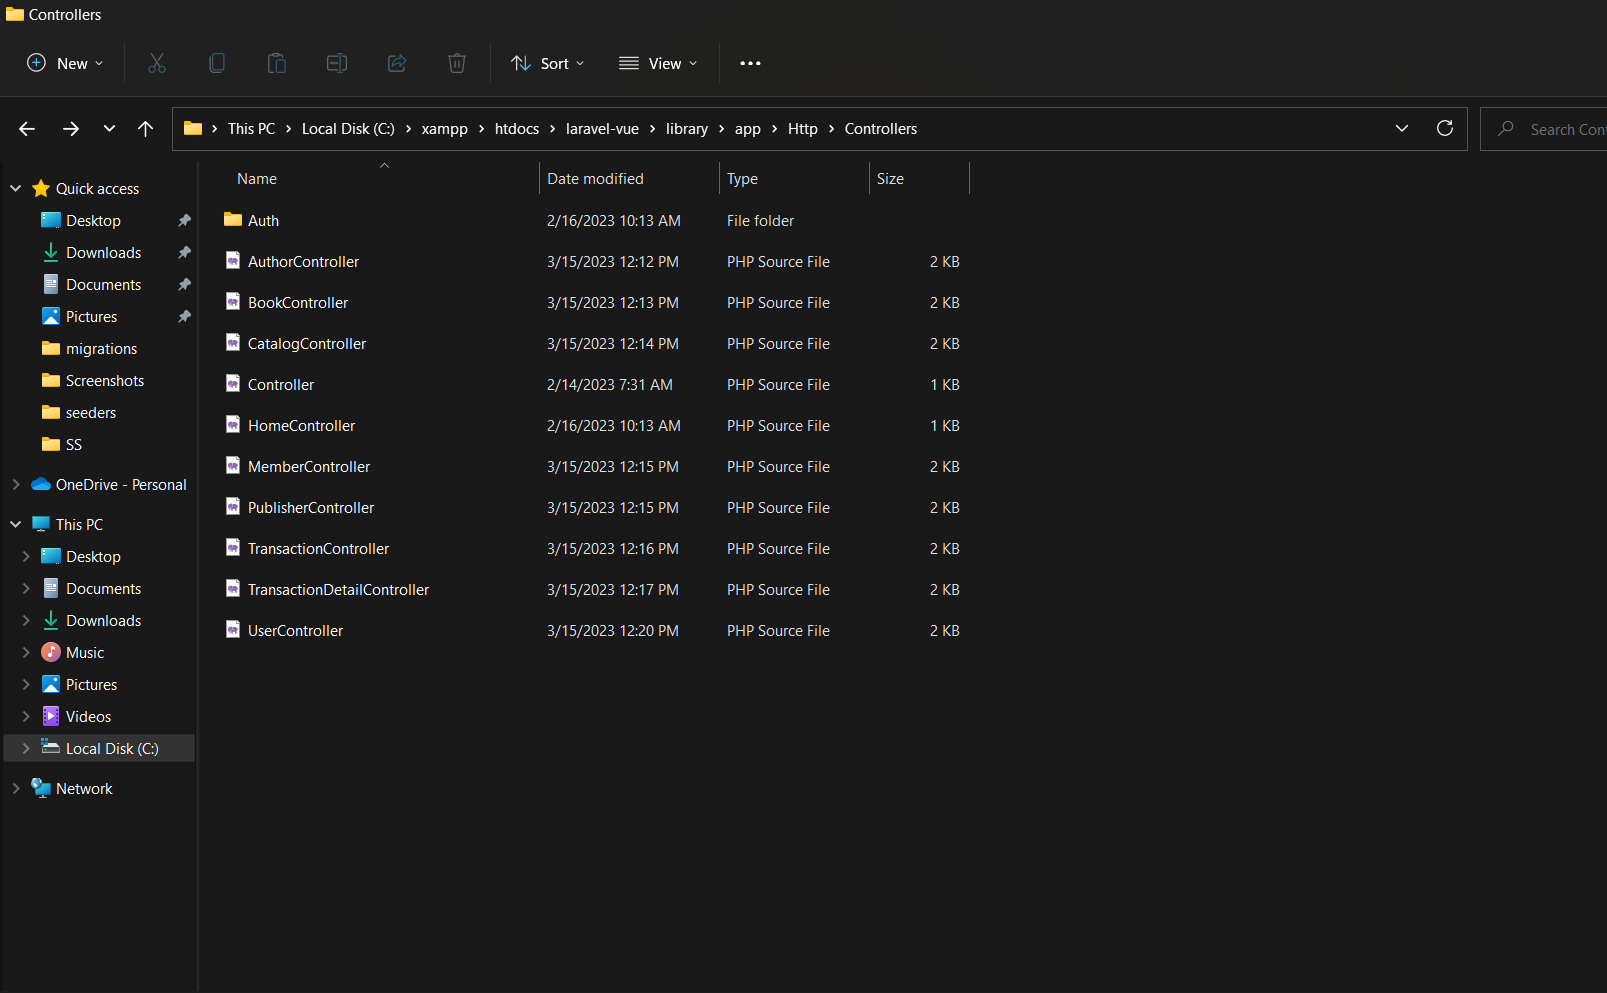 Controllers
New
Sort
View
This PC > Local Disk (C:) > xampp > htdocs > laravel-vue > library > app > Http > Controllers
Search Con
Quick access
Desktop
Downloads
Documents
Pictures
migrations
Screenshots
seeders
SS
OneDrive - Personal
This PC
Desktop
Documents
Downloads
Music
Pictures
Videos
Local Disk (C:)
Network
Name Date modified Type Size
Auth 2/16/2023 10:13 AM File folder
AuthorController 3/15/2023 12:12 PM PHP Source File 2 KB
BookController 3/15/2023 12:13 PM PHP Source File 2 KB
CatalogController 3/15/2023 12:14 PM PHP Source File 2 KB
Controller 2/14/2023 7:31 AM PHP Source File 1 KB
HomeController 2/16/2023 10:13 AM PHP Source File 1 KB
MemberController 3/15/2023 12:15 PM PHP Source File 2 KB
PublisherController 3/15/2023 12:15 PM PHP Source File 2 KB
TransactionController 3/15/2023 12:16 PM PHP Source File 2 KB
TransactionDetailController 3/15/2023 12:17 PM PHP Source File 2 KB
UserController 3/15/2023 12:20 PM PHP Source File 2 KB